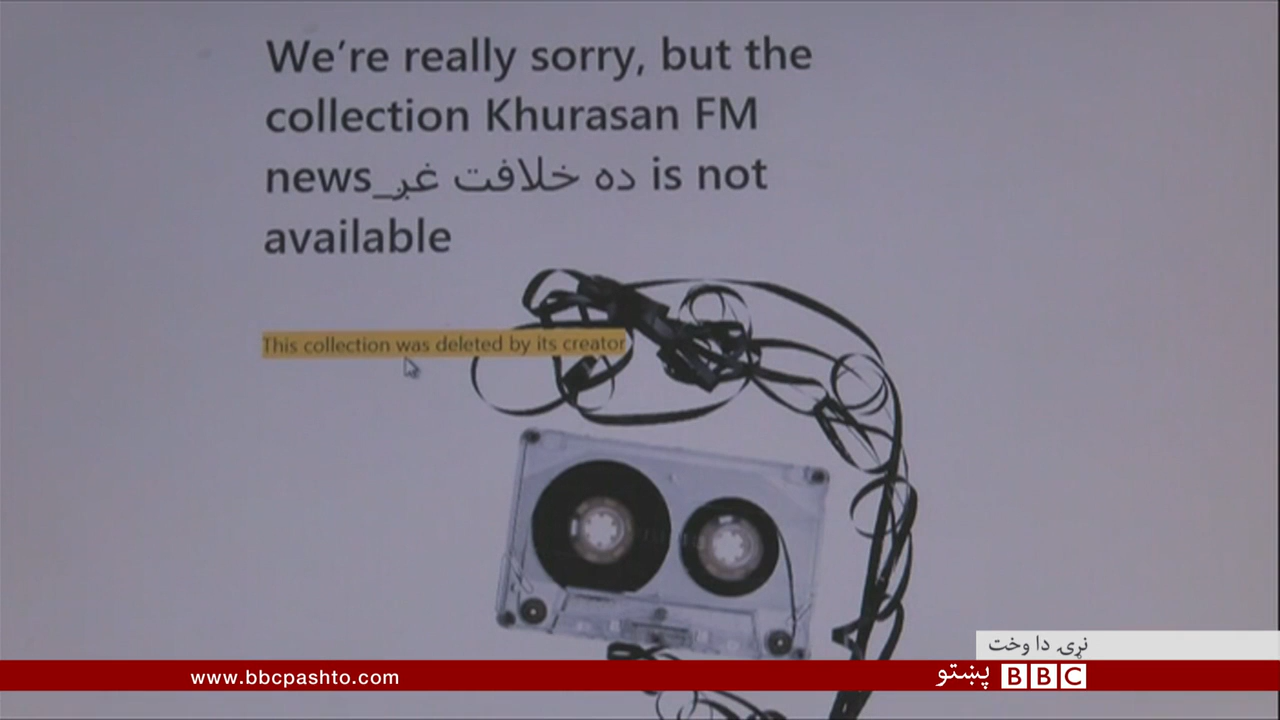 We're really sorry, but the
collection Khurasan FM
news_ده خلافت غږ is not
available
This collection was deleted by its creator
نړۍ دا وخت
www.bbcpashto.com
BBC پښتو